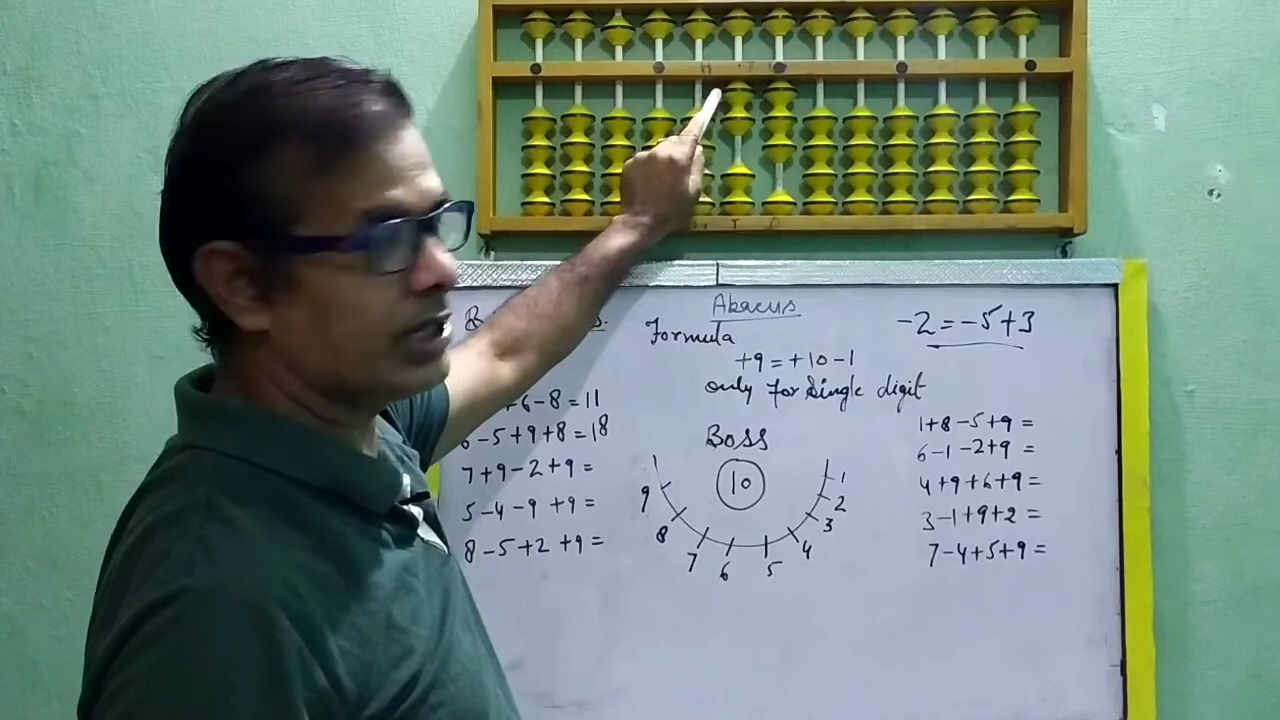 Abacus
Formula
-2 = -5+3
+9 = +10 -1
only for single digit
6-8 = 11
6-5+9+8 = 18
7+9-2+9 =
5-4-9+9 =
8-5+2+9 =
Boss
10
1
9
8
7
6
5
4
3
2
1
1+8-5+9 =
6-1-2+9 =
4+9+6+9 =
3-1+9+2 =
7-4+5+9 =